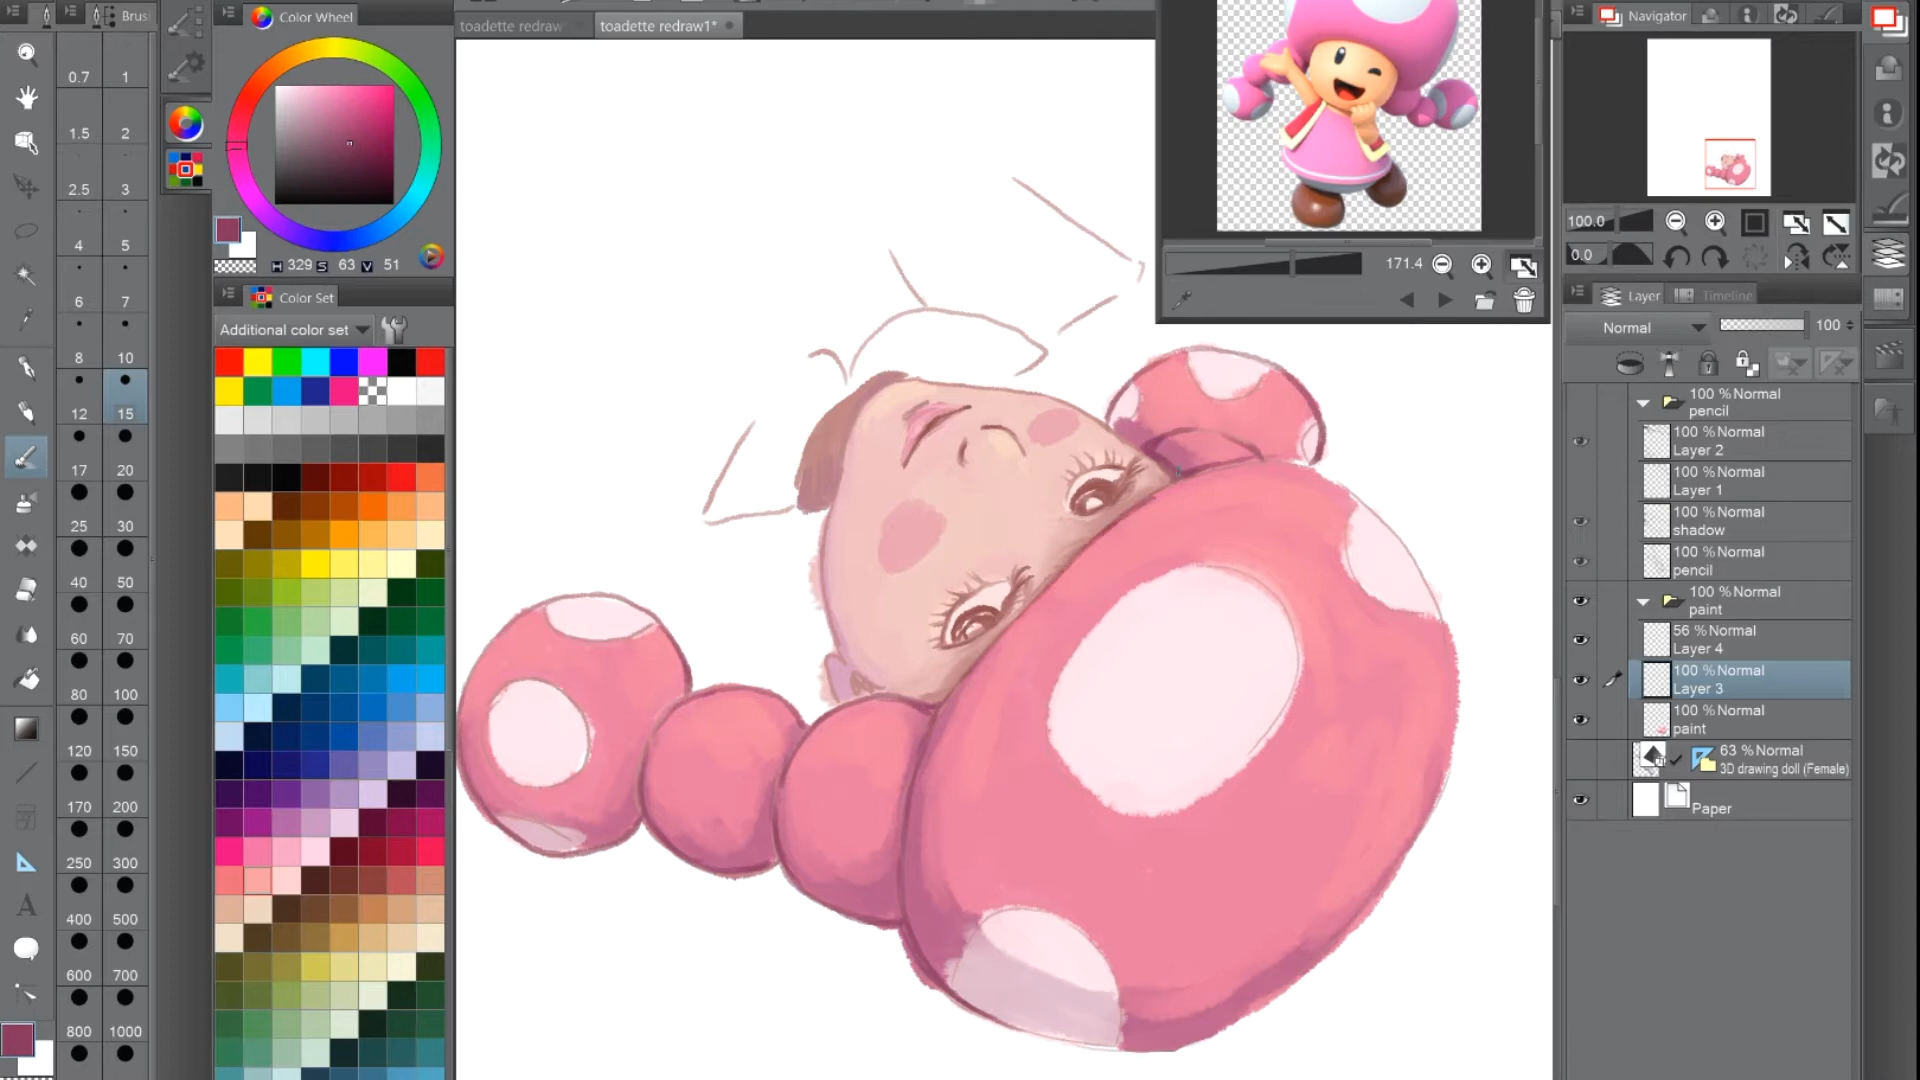 Brus
Color Wheel
toadette redraw
toadette redraw1*
Navigator
0.7 1
1.5 2
2.5 3
4 5
6 7
8 10
12 15
17 20
25 30
40 50
60 70
80 100
120 150
170 200
250 300
400 500
600 700
800 1000
H 329 S 63 V 51
Color Set
Additional color set
171.4
100.0
0.0
Layer
Timeline
Normal
100
100 %Normal
pencil
100 %Normal
Layer 2
100 %Normal
Layer 1
100 %Normal
shadow
100 %Normal
pencil
100 %Normal
paint
56 %Normal
Layer 4
100 %Normal
Layer 3
100 %Normal
paint
63 %Normal
3D drawing doll (Female)
Paper
A